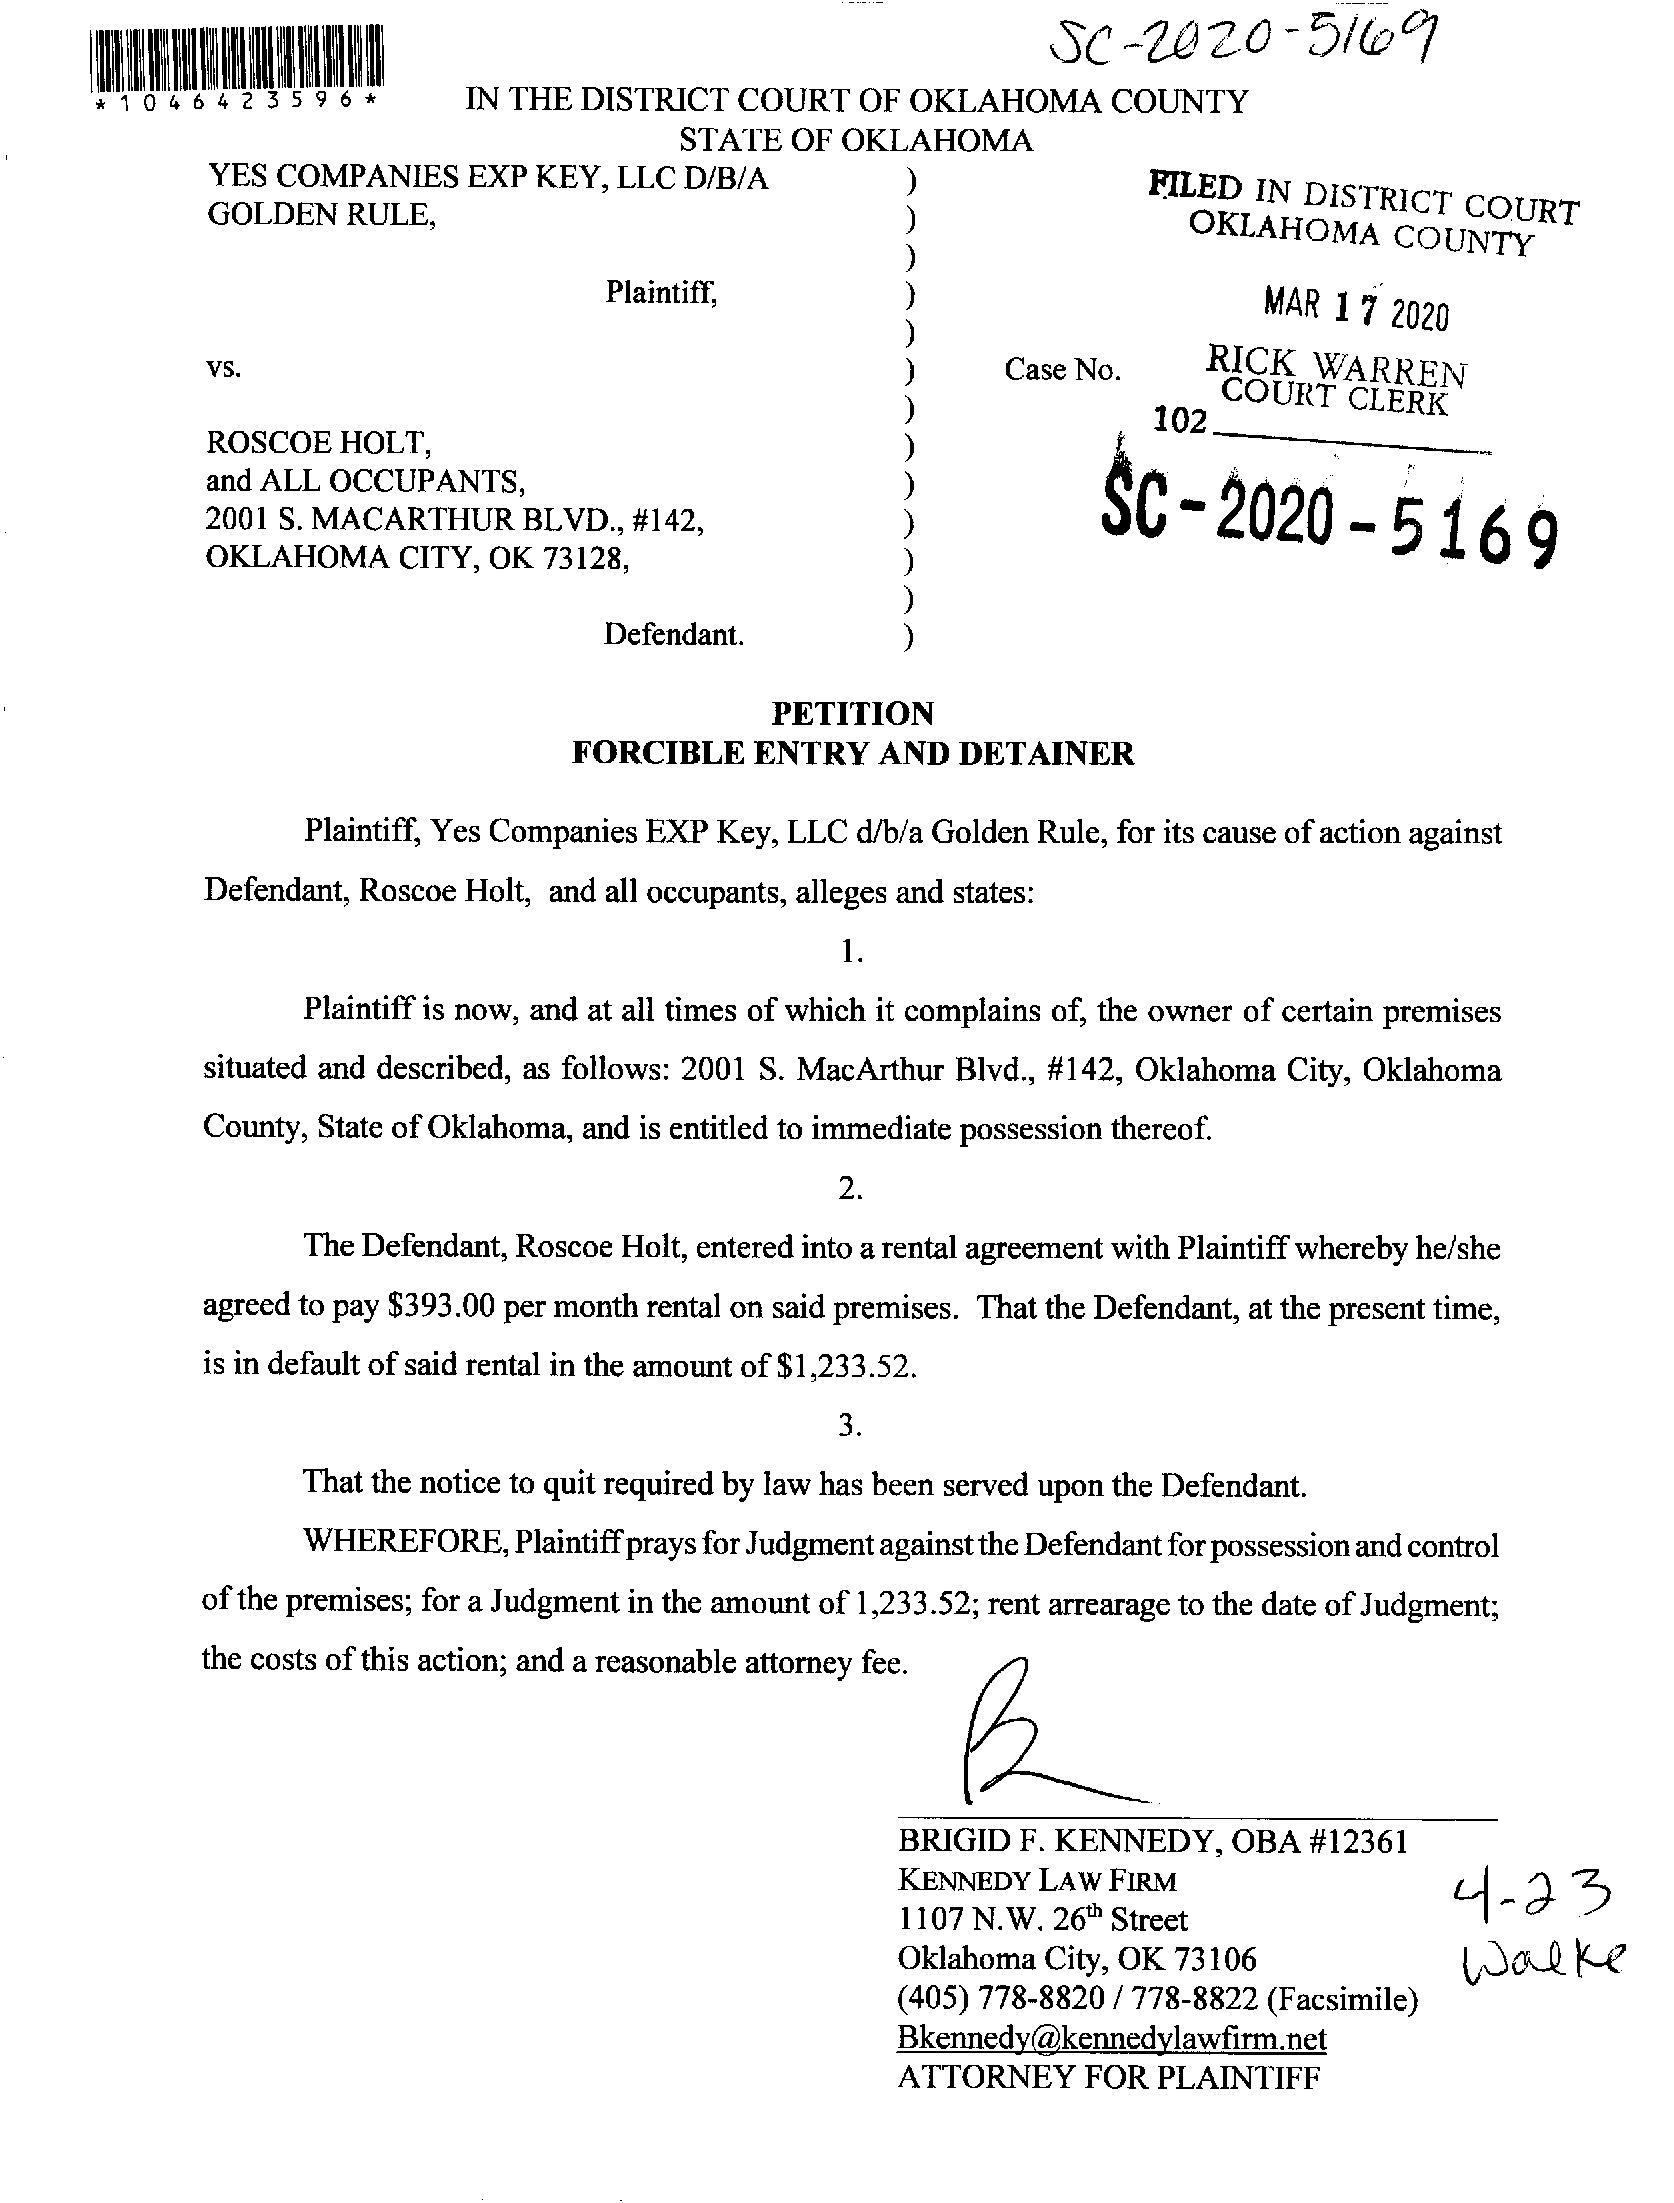 SC-2020-5169
*1046423596*
IN THE DISTRICT COURT OF OKLAHOMA COUNTY
STATE OF OKLAHOMA
YES COMPANIES EXP KEY, LLC D/B/A )
GOLDEN RULE, )
)
Plaintiff, )
)
vs. ) Case No.
)
ROSCOE HOLT, )
and ALL OCCUPANTS, )
2001 S. MACARTHUR BLVD., #142, )
OKLAHOMA CITY, OK 73128, )
)
Defendant. )
FILED IN DISTRICT COURT
OKLAHOMA COUNTY
MAR 17 2020
RICK WARREN
COURT CLERK
102
SC-2020-5169
PETITION
FORCIBLE ENTRY AND DETAINER
Plaintiff, Yes Companies EXP Key, LLC d/b/a Golden Rule, for its cause of action against
Defendant, Roscoe Holt, and all occupants, alleges and states:
1.
Plaintiff is now, and at all times of which it complains of, the owner of certain premises
situated and described, as follows: 2001 S. MacArthur Blvd., #142, Oklahoma City, Oklahoma
County, State of Oklahoma, and is entitled to immediate possession thereof.
2.
The Defendant, Roscoe Holt, entered into a rental agreement with Plaintiff whereby he/she
agreed to pay $393.00 per month rental on said premises. That the Defendant, at the present time,
is in default of said rental in the amount of $1,233.52.
3.
That the notice to quit required by law has been served upon the Defendant.
WHEREFORE, Plaintiff prays for Judgment against the Defendant for possession and control
of the premises; for a Judgment in the amount of 1,233.52; rent arrearage to the date of Judgment;
the costs of this action; and a reasonable attorney fee.
BRIGID F. KENNEDY, OBA #12361
KENNEDY LAW FIRM
1107 N.W. 26th Street
Oklahoma City, OK 73106
(405) 778-8820 / 778-8822 (Facsimile)
Bkennedy@kennedylawfirm.net
ATTORNEY FOR PLAINTIFF
4-23
Walke